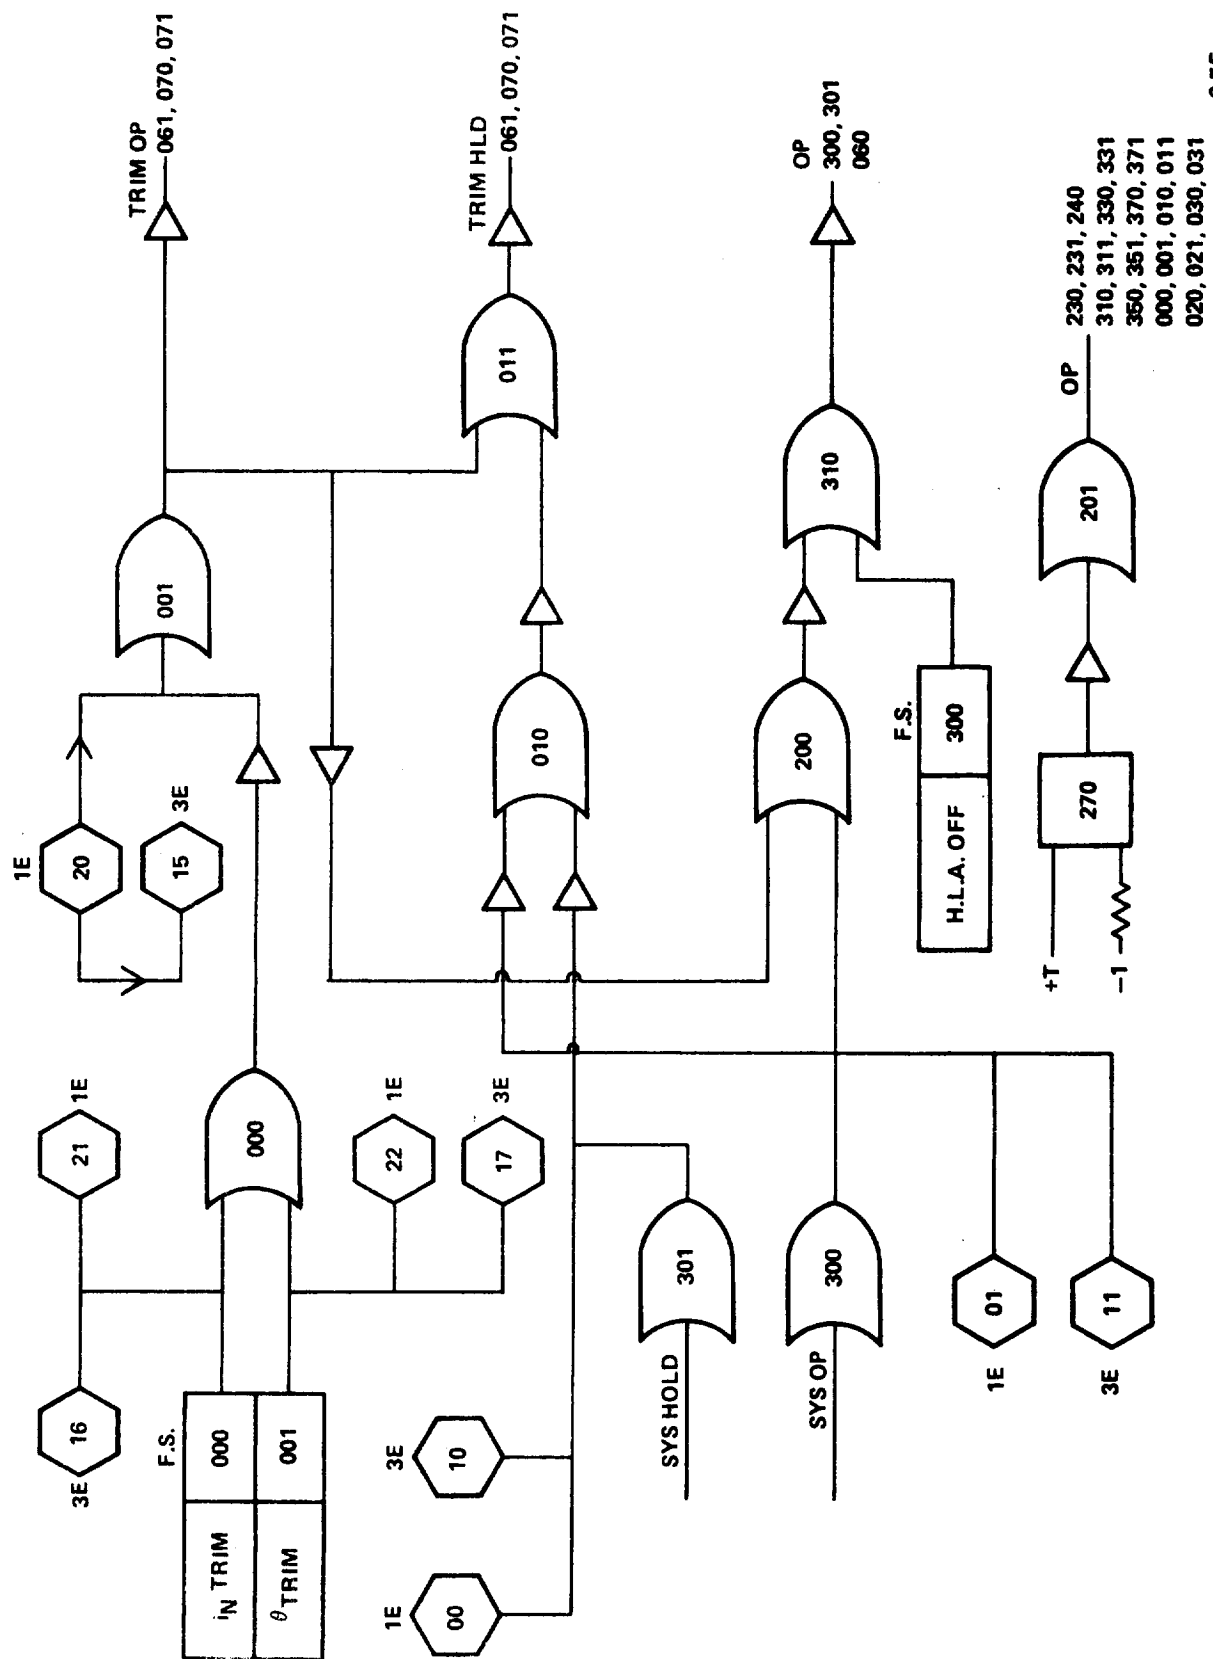 1E
20
3E
16
21
1E
TRIM OP
061, 070, 071
F.S.
001
15
3E
iN TRIM
000
θ TRIM
001
000
1E
00
3E
10
22
1E
17
3E
TRIM HLD
061, 070, 071
011
010
SYS HOLD
301
SYS OP
300
200
310
OP
300, 301
060
F.S.
H.L.A. OFF
300
1E
01
3E
11
+T
−1
270
201
OP
230, 231, 240
310, 311, 330, 331
350, 351, 370, 371
000, 001, 010, 011
020, 021, 030, 031